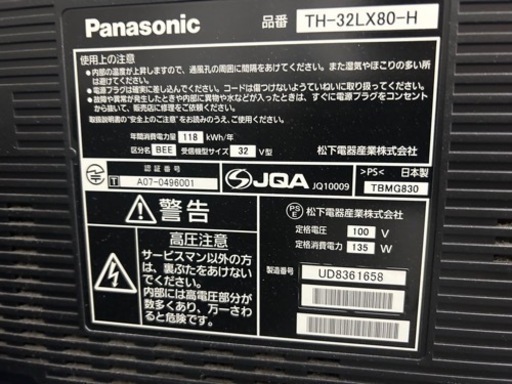 Panasonic 品番 TH-32LX80-H
使用上の注意
●内部の温度が上昇しますので、通風孔の周囲に間隔をあけてください。また湿気やほこりの多い所
は避けてください。
●電源プラグは確実に差し込んでください。コードは傷つけないようていねいに取り扱ってください。
●故障や異常が発生したときや内部に異物や水などが入ったときは、すぐに電源プラグをコンセント
から抜いて、販売店に修理をご依頼ください。
取扱説明書の"安全上のご注意"をお読みのうえ、ご使用ください。
年間消費電力量 118 kWh/年
区分名 BEE 受信機型サイズ 32 V型 松下電器産業株式会社
認証番号 >PS< 日本製
T A07-0496001 JQA JQ10009 TBMG830
警告
高圧注意
サービスマン以外の方
は、裏ぶたをあけないで
ください。
内部には高電圧部分が
数多くあり、万一さわ
ると危険です。
PS
E 松下電器産業株式会社
定格電圧 100 V
定格消費電力 135 W
製造番号 UD8361658